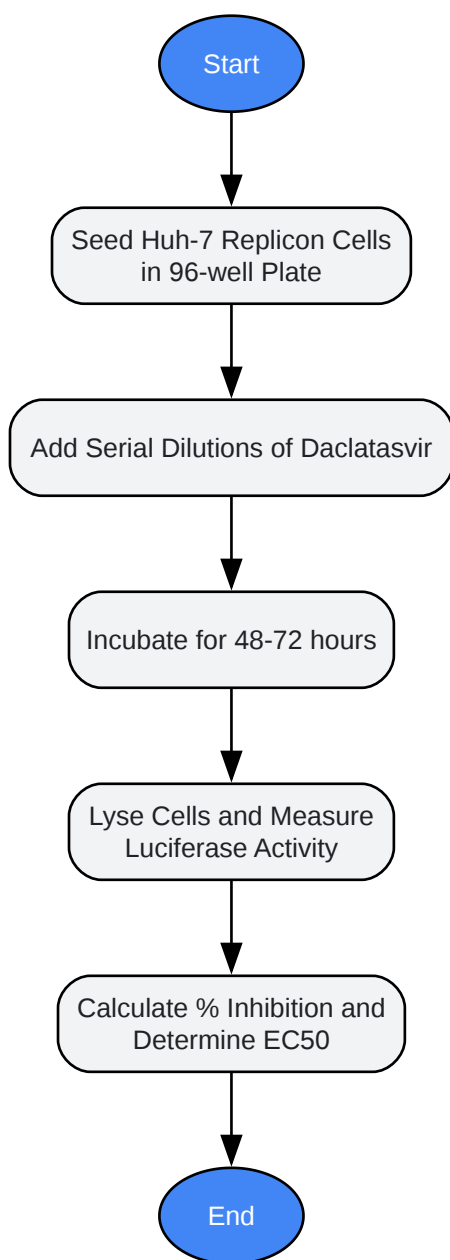 Start
Seed Huh-7 Replicon Cells
in 96-well Plate
Add Serial Dilutions of Daclatasvir
Incubate for 48-72 hours
Lyse Cells and Measure
Luciferase Activity
Calculate % Inhibition and
Determine EC50
End